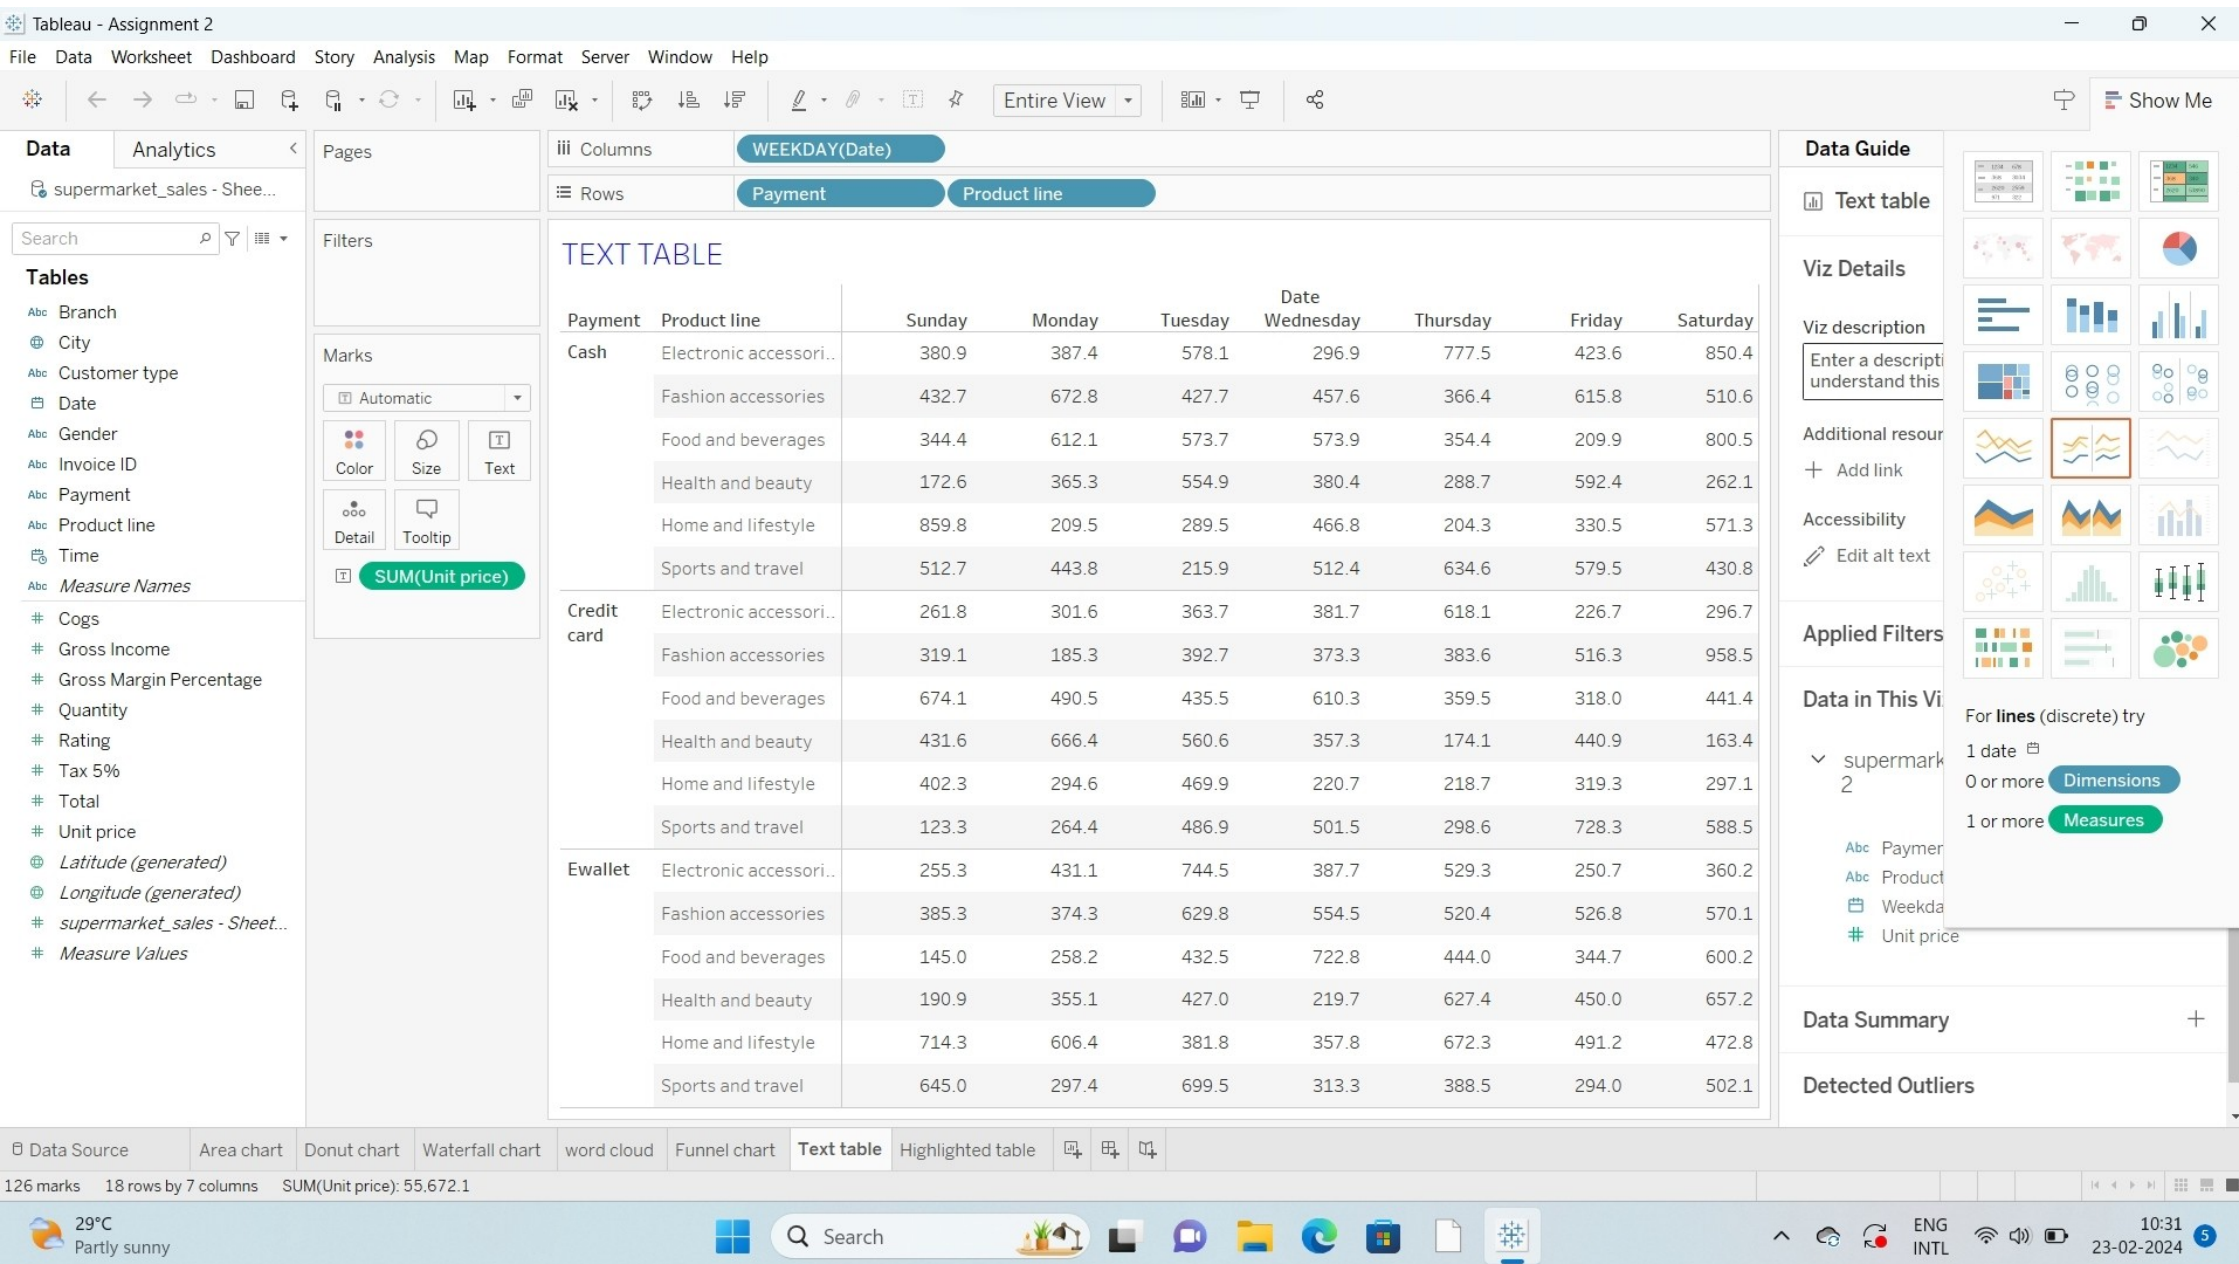 Tableau - Assignment 2
File Data Worksheet Dashboard Story Analysis Map Format Server Window Help
Entire View
Show Me
Data Analytics
supermarket_sales - Shee...
Search
Tables
Abc Branch
City
Abc Customer type
Date
Abc Gender
Abc Invoice ID
Abc Payment
Abc Product line
Time
Abc Measure Names
# Cogs
# Gross Income
# Gross Margin Percentage
# Quantity
# Rating
# Tax 5%
# Total
# Unit price
Latitude (generated)
Longitude (generated)
# supermarket_sales - Sheet...
# Measure Values
Pages
Filters
Marks
Automatic
Color Size Text
Detail Tooltip
SUM(Unit price)
Columns WEEKDAY(Date)
Rows Payment Product line
TEXT TABLE
Date
Payment Product line Sunday Monday Tuesday Wednesday Thursday Friday Saturday
Cash Electronic accessori.. 380.9 387.4 578.1 296.9 777.5 423.6 850.4
Fashion accessories 432.7 672.8 427.7 457.6 366.4 615.8 510.6
Food and beverages 344.4 612.1 573.7 573.9 354.4 209.9 800.5
Health and beauty 172.6 365.3 554.9 380.4 288.7 592.4 262.1
Home and lifestyle 859.8 209.5 289.5 466.8 204.3 330.5 571.3
Sports and travel 512.7 443.8 215.9 512.4 634.6 579.5 430.8
Credit card Electronic accessori.. 261.8 301.6 363.7 381.7 618.1 226.7 296.7
Fashion accessories 319.1 185.3 392.7 373.3 383.6 516.3 958.5
Food and beverages 674.1 490.5 435.5 610.3 359.5 318.0 441.4
Health and beauty 431.6 666.4 560.6 357.3 174.1 440.9 163.4
Home and lifestyle 402.3 294.6 469.9 220.7 218.7 319.3 297.1
Sports and travel 123.3 264.4 486.9 501.5 298.6 728.3 588.5
Ewallet Electronic accessori.. 255.3 431.1 744.5 387.7 529.3 250.7 360.2
Fashion accessories 385.3 374.3 629.8 554.5 520.4 526.8 570.1
Food and beverages 145.0 258.2 432.5 722.8 444.0 344.7 600.2
Health and beauty 190.9 355.1 427.0 219.7 627.4 450.0 657.2
Home and lifestyle 714.3 606.4 381.8 357.8 672.3 491.2 472.8
Sports and travel 645.0 297.4 699.5 313.3 388.5 294.0 502.1
Data Guide
Text table
Viz Details
Viz description
Enter a descripti
understand this
Additional resour
Add link
Accessibility
Edit alt text
Applied Filters
Data in This Vi
supermark
2
Abc Paymer
Abc Product
Weekda
# Unit price
Data Summary
Detected Outliers
For lines (discrete) try
1 date
0 or more Dimensions
1 or more Measures
Data Source Area chart Donut chart Waterfall chart word cloud Funnel chart Text table Highlighted table
126 marks 18 rows by 7 columns SUM(Unit price): 55,672.1
29°C
Partly sunny
Search
ENG
INTL
10:31
23-02-2024
5